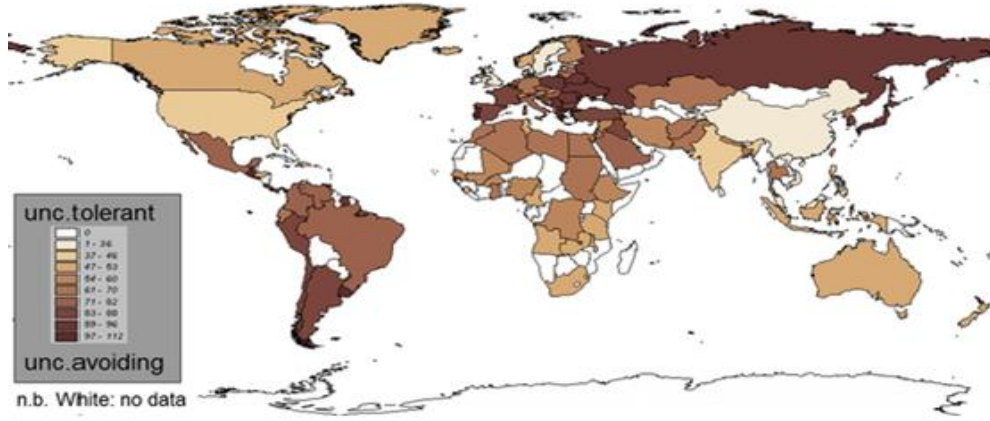 unc.tolerant
0
1 - 36
37 - 46
47 - 53
54 - 60
61 - 70
71 - 82
83 - 88
89 - 96
97 - 112
unc.avoiding
n.b. White: no data